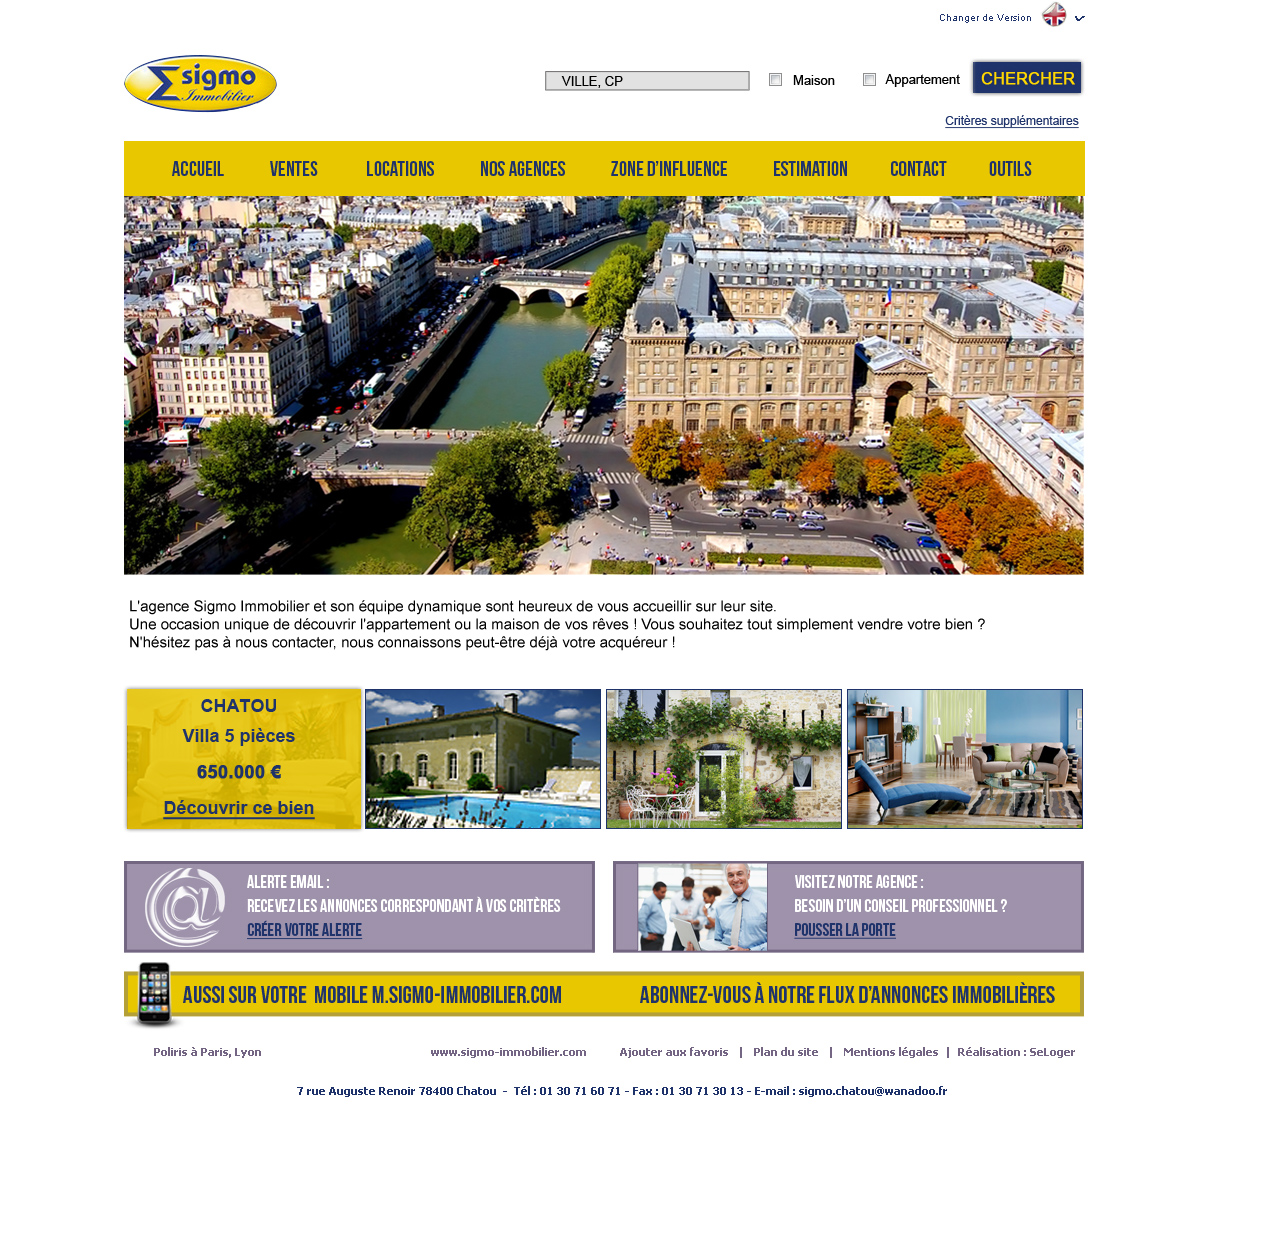 Changer de Version
Σ sigmo
Immobilier
VILLE, CP
Maison
Appartement
CHERCHER
Critères supplémentaires
ACCUEIL VENTES LOCATIONS NOS AGENCES ZONE D'INFLUENCE ESTIMATION CONTACT OUTILS
L'agence Sigmo Immobilier et son équipe dynamique sont heureux de vous accueillir sur leur site.
Une occasion unique de découvrir l'appartement ou la maison de vos rêves ! Vous souhaitez tout simplement vendre votre bien ?
N'hésitez pas à nous contacter, nous connaissons peut-être déjà votre acquéreur !
CHATOU
Villa 5 pièces
650.000 €
Découvrir ce bien
ALERTE EMAIL :
RECEVEZ LES ANNONCES CORRESPONDANT À VOS CRITÈRES
CRÉER VOTRE ALERTE
VISITEZ NOTRE AGENCE :
BESOIN D'UN CONSEIL PROFESSIONNEL ?
POUSSER LA PORTE
AUSSI SUR VOTRE MOBILE M.SIGMO-IMMOBILIER.COM
ABONNEZ-VOUS À NOTRE FLUX D'ANNONCES IMMOBILIÈRES
Poliris à Paris, Lyon
www.sigmo-immobilier.com
Ajouter aux favoris | Plan du site | Mentions légales | Réalisation : SeLoger
7 rue Auguste Renoir 78400 Chatou - Tél : 01 30 71 60 71 - Fax : 01 30 71 30 13 - E-mail : sigmo.chatou@wanadoo.fr